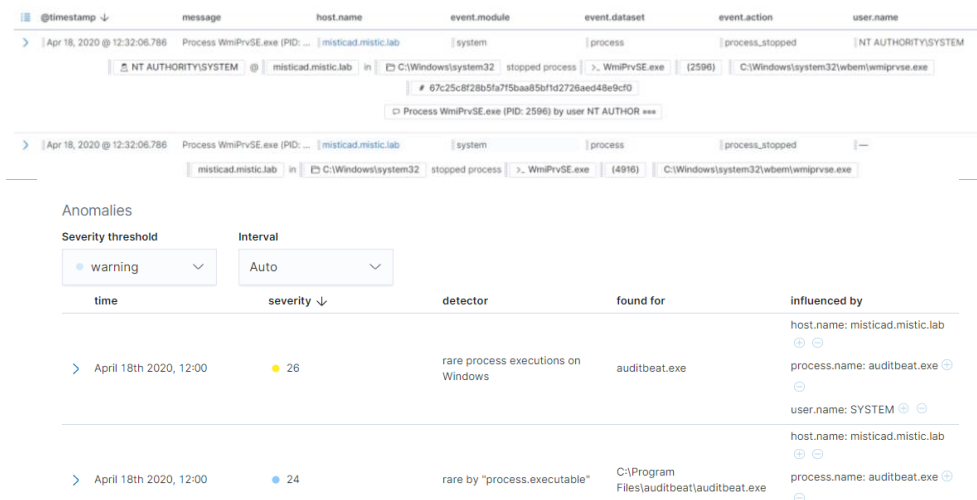 @timestamp message host.name event.module event.dataset event.action user.name
Apr 18, 2020 @ 12:32:06.786 Process WmiPrvSE.exe (PID: ... misticad.mistic.lab system process process_stopped NT AUTHORITY\SYSTEM
NT AUTHORITY\SYSTEM @ misticad.mistic.lab in C:\Windows\system32 stopped process >_ WmiPrvSE.exe (2596) C:\Windows\system32\wbem\wmiprvse.exe
# 67c25c8f28b5fa7f5baa85bf1d2726aed48e9cf0
Process WmiPrvSE.exe (PID: 2596) by user NT AUTHOR
Apr 18, 2020 @ 12:32:06.786 Process WmiPrvSE.exe (PID: ... misticad.mistic.lab system process process_stopped —
misticad.mistic.lab in C:\Windows\system32 stopped process >_ WmiPrvSE.exe (4916) C:\Windows\system32\wbem\wmiprvse.exe
Anomalies
Severity threshold Interval
warning Auto
time severity detector found for influenced by
host.name: misticad.mistic.lab
April 18th 2020, 12:00 26 rare process executions on auditbeat.exe process.name: auditbeat.exe
Windows
user.name: SYSTEM
host.name: misticad.mistic.lab
April 18th 2020, 12:00 24 rare by "process.executable" C:\Program process.name: auditbeat.exe
Files\auditbeat\auditbeat.exe